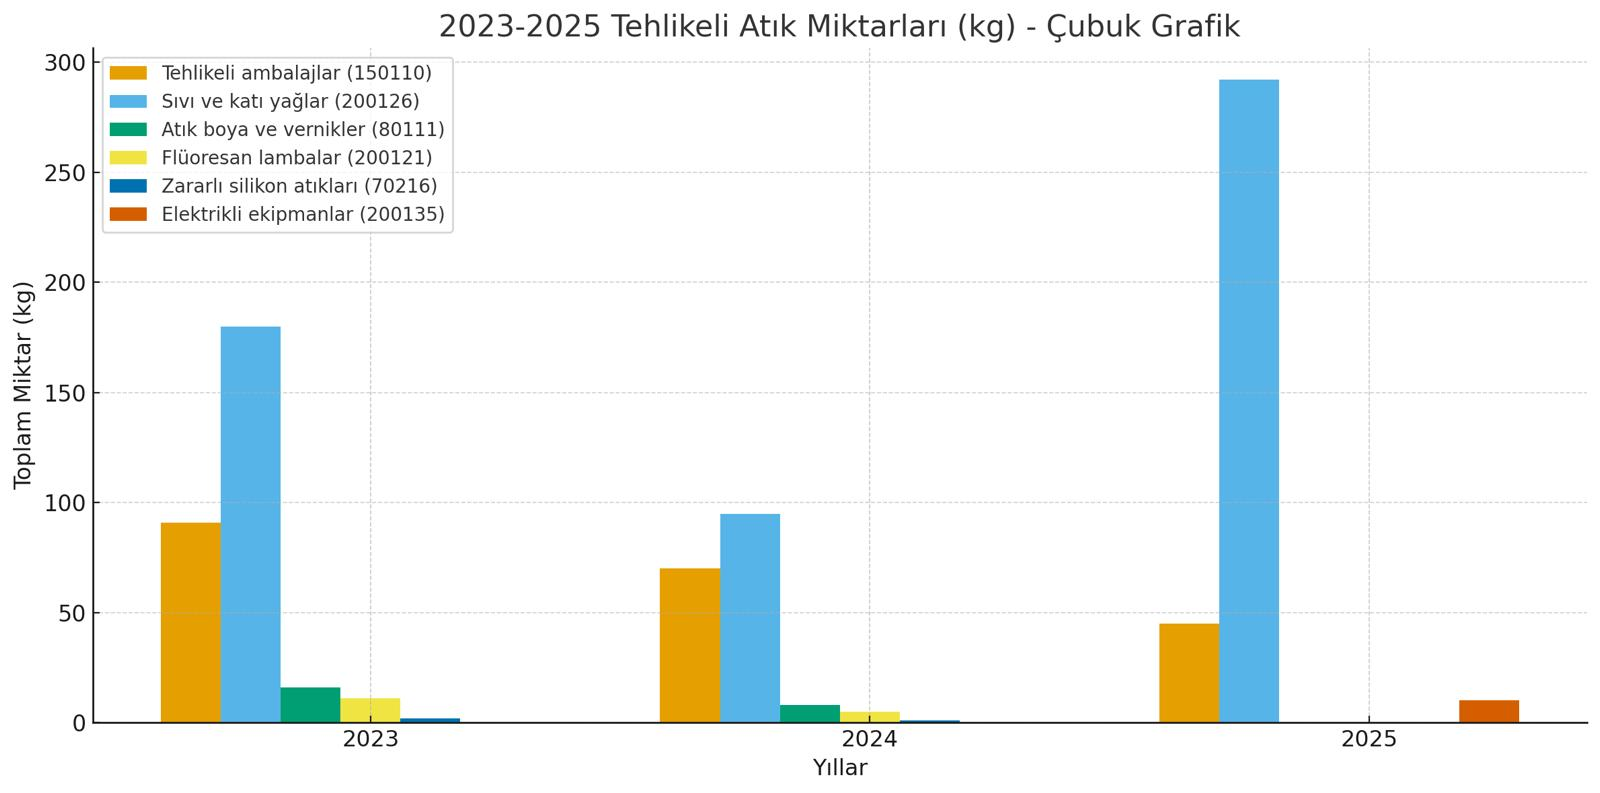 2023-2025 Tehlikeli Atık Miktarları (kg) - Çubuk Grafik
Tehlikeli ambalajlar (150110)
Sıvı ve katı yağlar (200126)
Atık boya ve vernikler (80111)
Flüoresan lambalar (200121)
Zararlı silikon atıkları (70216)
Elektrikli ekipmanlar (200135)
Toplam Miktar (kg)
300
250
200
150
100
50
0
2023 2024 2025
Yıllar